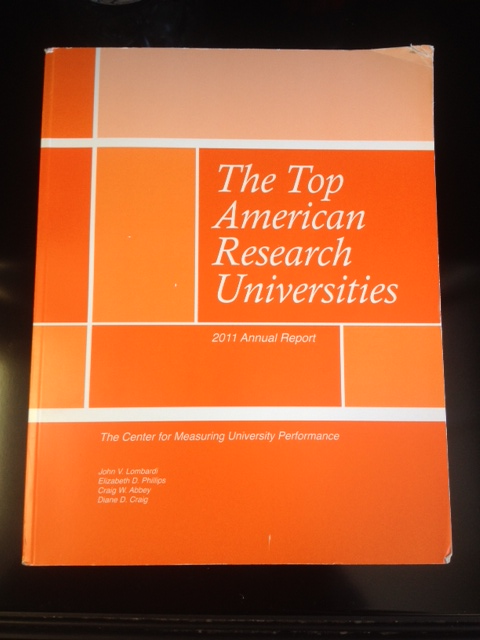 The Top
American
Research
Universities
2011 Annual Report
The Center for Measuring University Performance
John V. Lombardi
Elizabeth D. Phillips
Craig W. Abbey
Diane D. Craig